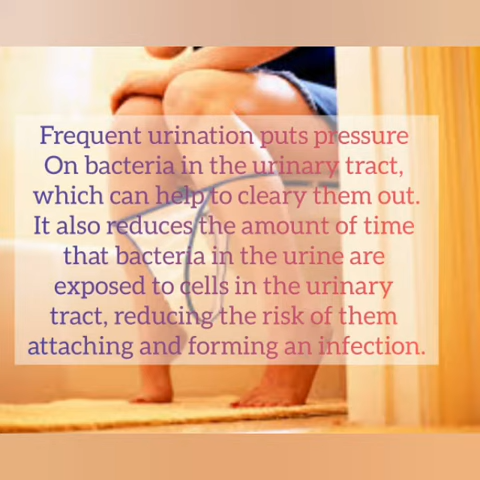 Frequent urination puts pressure
On bacteria in the urinary tract,
which can help to cleary them out.
It also reduces the amount of time
that bacteria in the urine are
exposed to cells in the urinary
tract, reducing the risk of them
attaching and forming an infection.